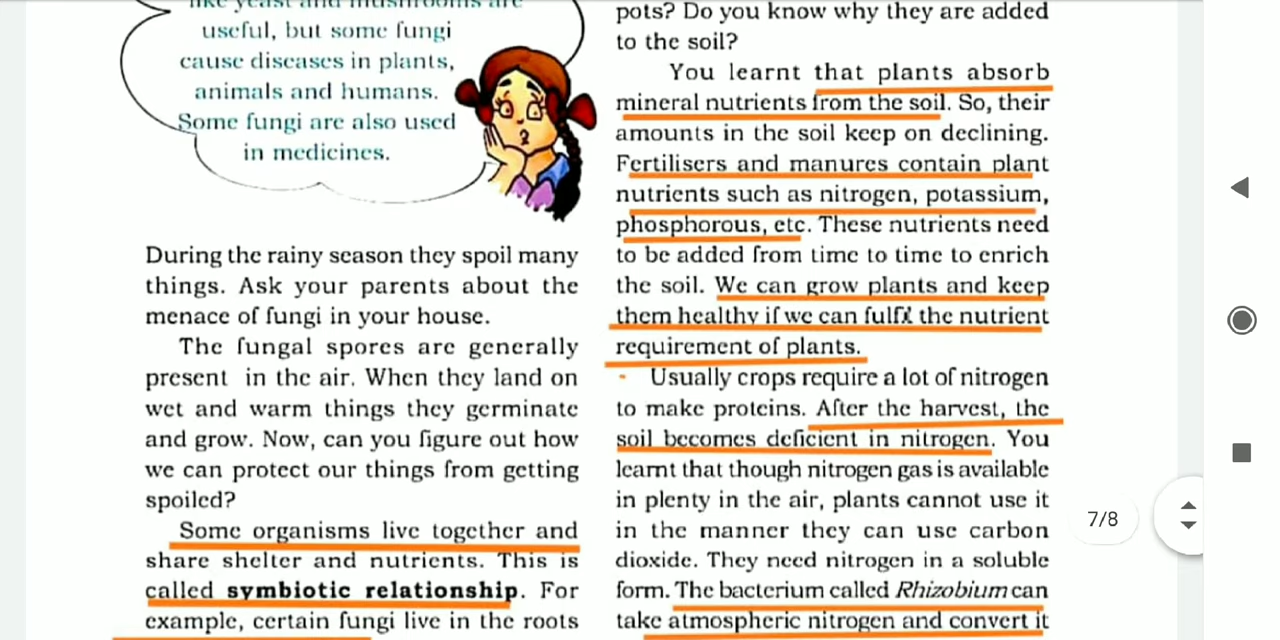 like yeast and mushrooms are
useful, but some fungi
cause diseases in plants,
animals and humans.
Some fungi are also used
in medicines.
During the rainy season they spoil many
things. Ask your parents about the
menace of fungi in your house.
The fungal spores are generally
present in the air. When they land on
wet and warm things they germinate
and grow. Now, can you figure out how
we can protect our things from getting
spoiled?
Some organisms live together and
share shelter and nutrients. This is
called symbiotic relationship. For
example, certain fungi live in the roots
pots? Do you know why they are added
to the soil?
You learnt that plants absorb
mineral nutrients from the soil. So, their
amounts in the soil keep on declining.
Fertilisers and manures contain plant
nutrients such as nitrogen, potassium,
phosphorous, etc. These nutrients need
to be added from time to time to enrich
the soil. We can grow plants and keep
them healthy if we can fulfil the nutrient
requirement of plants.
Usually crops require a lot of nitrogen
to make proteins. After the harvest, the
soil becomes deficient in nitrogen. You
learnt that though nitrogen gas is available
in plenty in the air, plants cannot use it
in the manner they can use carbon
dioxide. They need nitrogen in a soluble
form. The bacterium called Rhizobium can
take atmospheric nitrogen and convert it
7/8